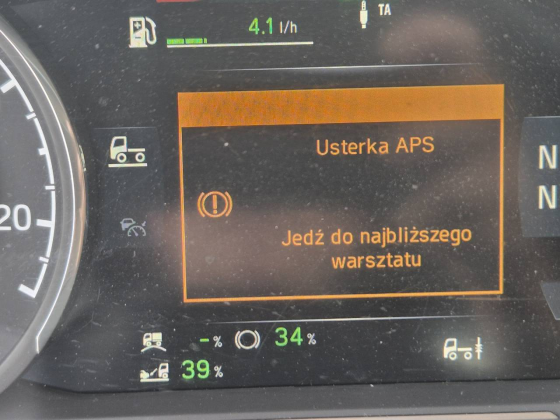 4.1 l/h
TA
Usterka APS
20
N
N
Jedź do najbliższego
warsztatu
-% 34%
39%